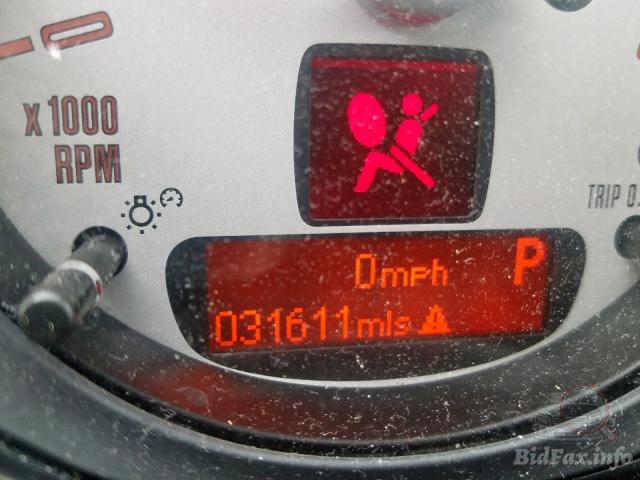 x 1000
RPM
TRIP
0mph P
031611mls
BidFax.info